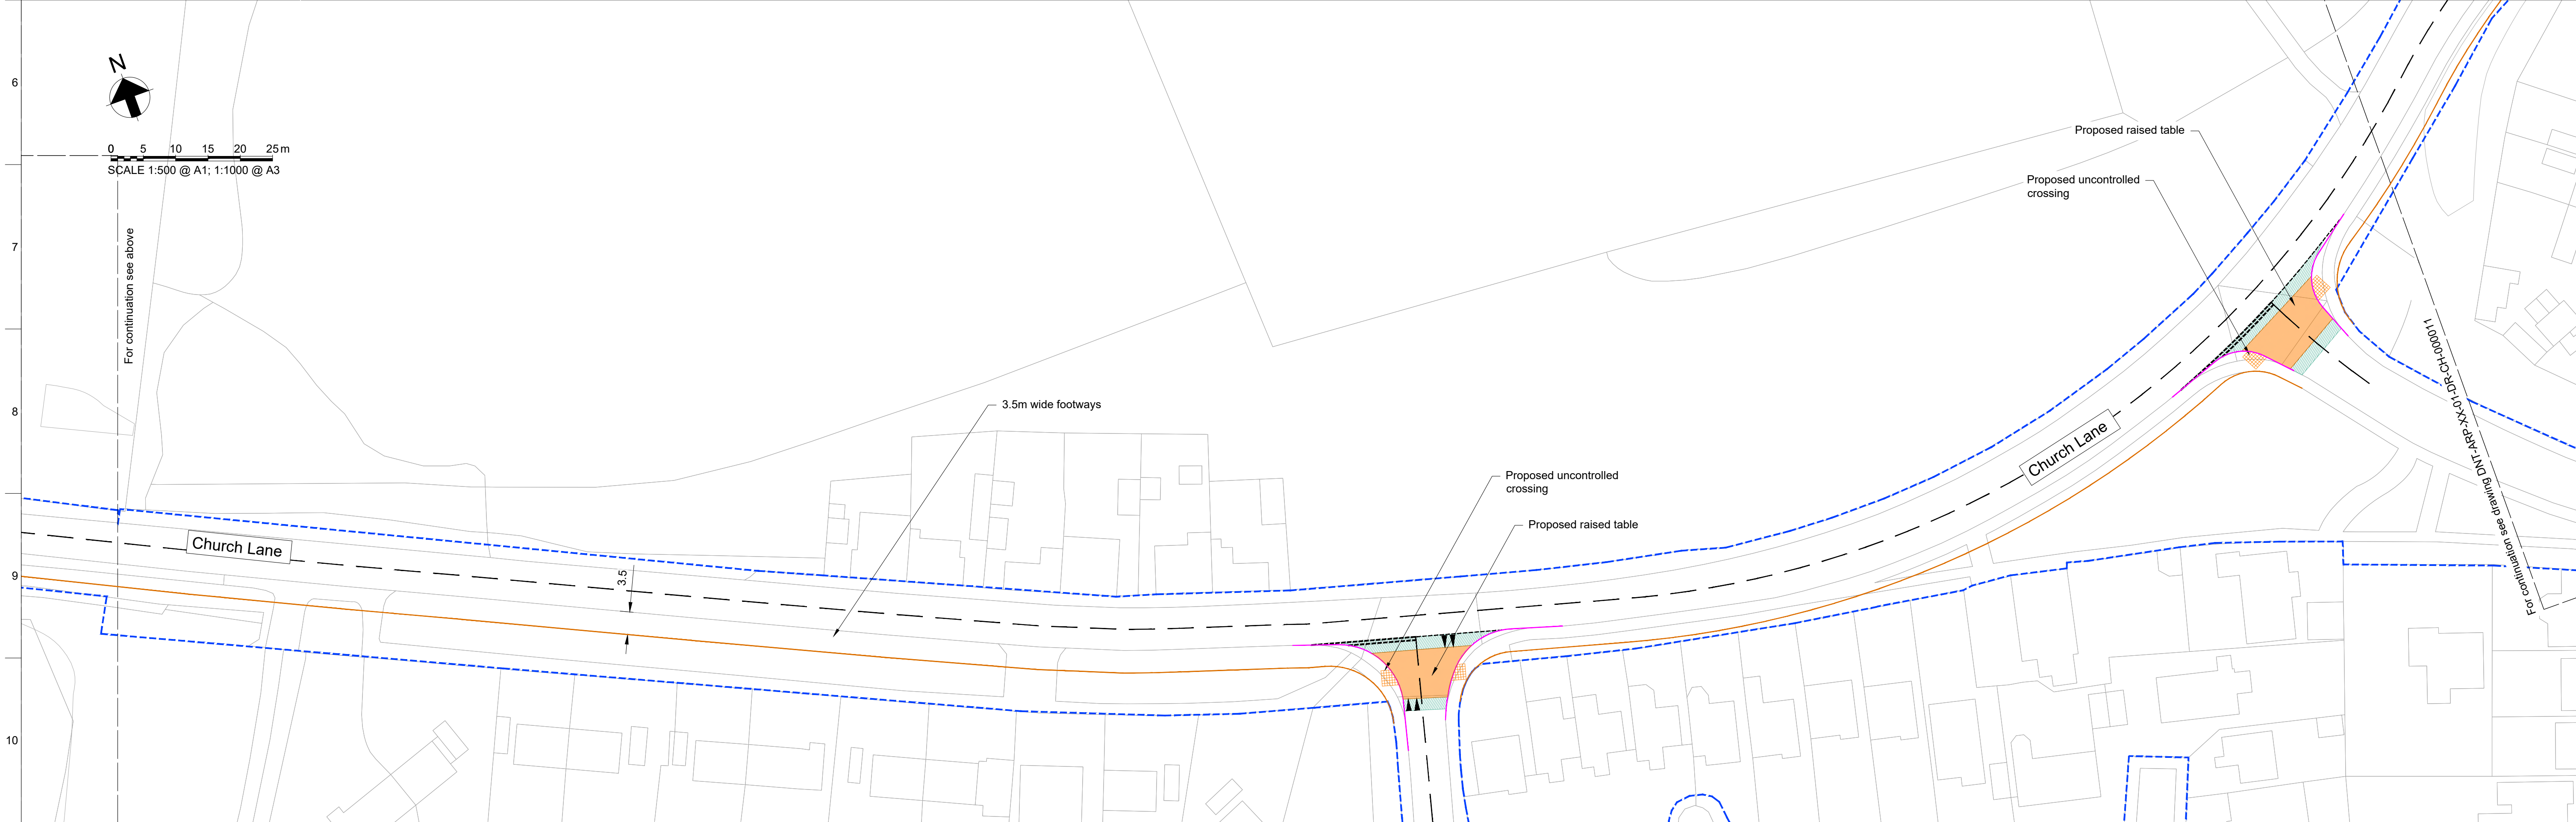 6
N
0 5 10 15 20 25 m
SCALE 1:500 @ A1; 1:1000 @ A3
Proposed raised table
Proposed uncontrolled
crossing
7
For continuation see above
For continuation see drawing DNT-ARP-XX-01-DR-CH-000011
8
3.5m wide footways
Church Lane
Proposed uncontrolled
crossing
Proposed raised table
Church Lane
9
3.5
10